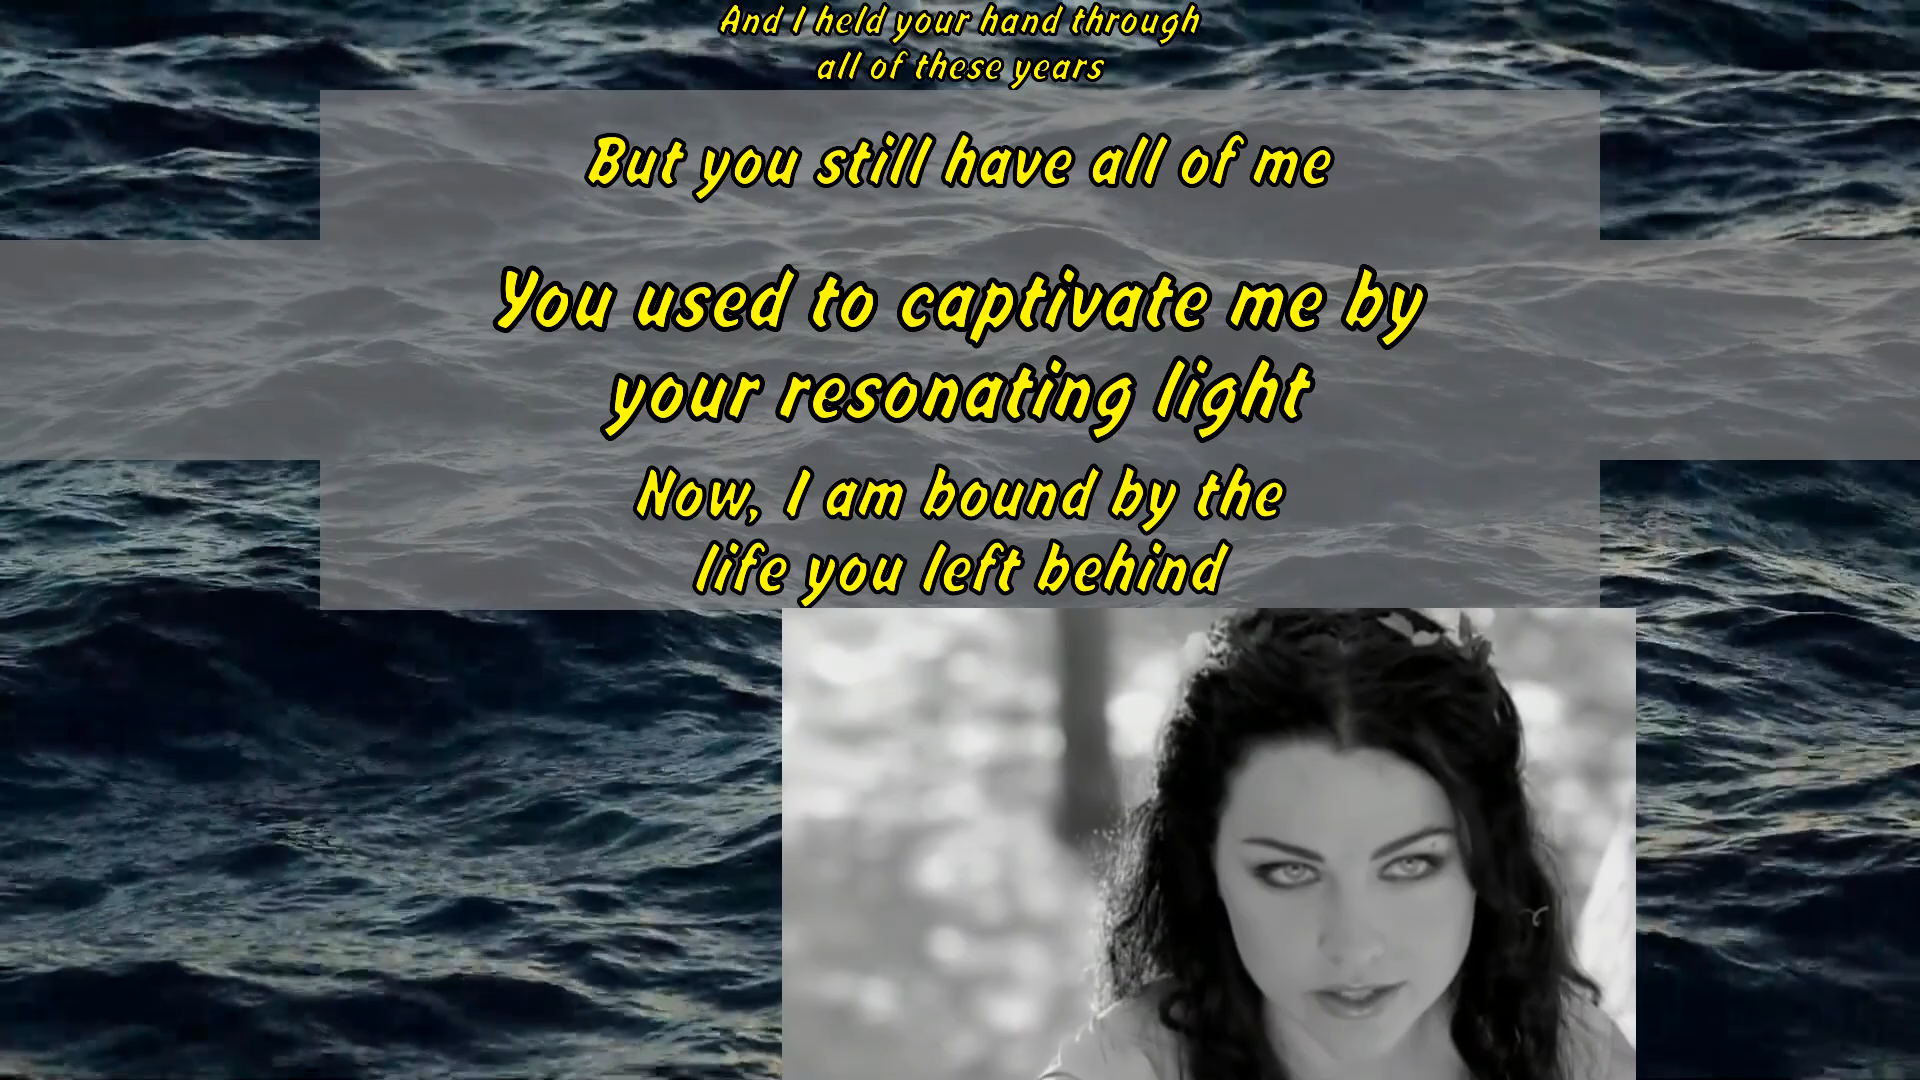 And I held your hand through
all of these years
But you still have all of me
You used to captivate me by
your resonating light
Now, I am bound by the
life you left behind